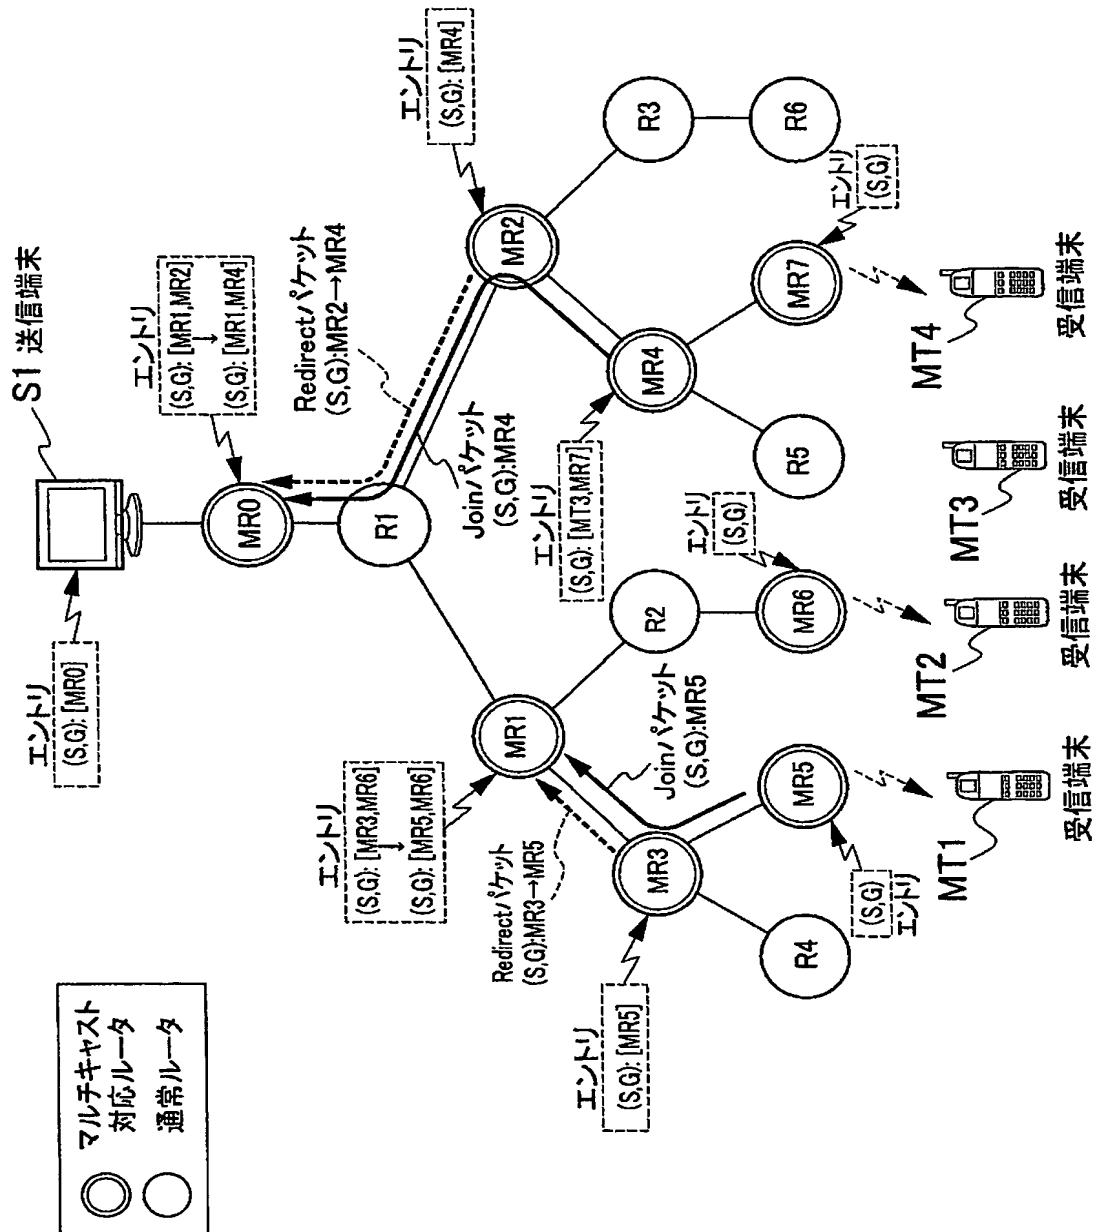 マルチキャスト
対応ルータ
通常ルータ
S1 送信端末
エントリ
(S,G): [MR0]
エントリ
(S,G): [MR1,MR2]
(S,G): [MR1,MR4]
MR0
R1
Redirectパケット
(S,G):MR2→MR4
Joinパケット
(S,G):MR4
エントリ
(S,G): [MR4]
MR2
エントリ
(S,G): [MR3,MR6]
(S,G): [MR5,MR6]
MR1
Redirectパケット
(S,G):MR3→MR5
Joinパケット
(S,G):MR5
エントリ
(S,G): [MR5]
MR3
R2
エントリ
(S,G): [MT3,MR7]
MR4
R3
R4
MR5
エントリ
(S,G)
MR6
エントリ
(S,G)
R5
MR7
エントリ
(S,G)
R6
MT1
受信端末
MT2
受信端末
MT3
受信端末
MT4
受信端末